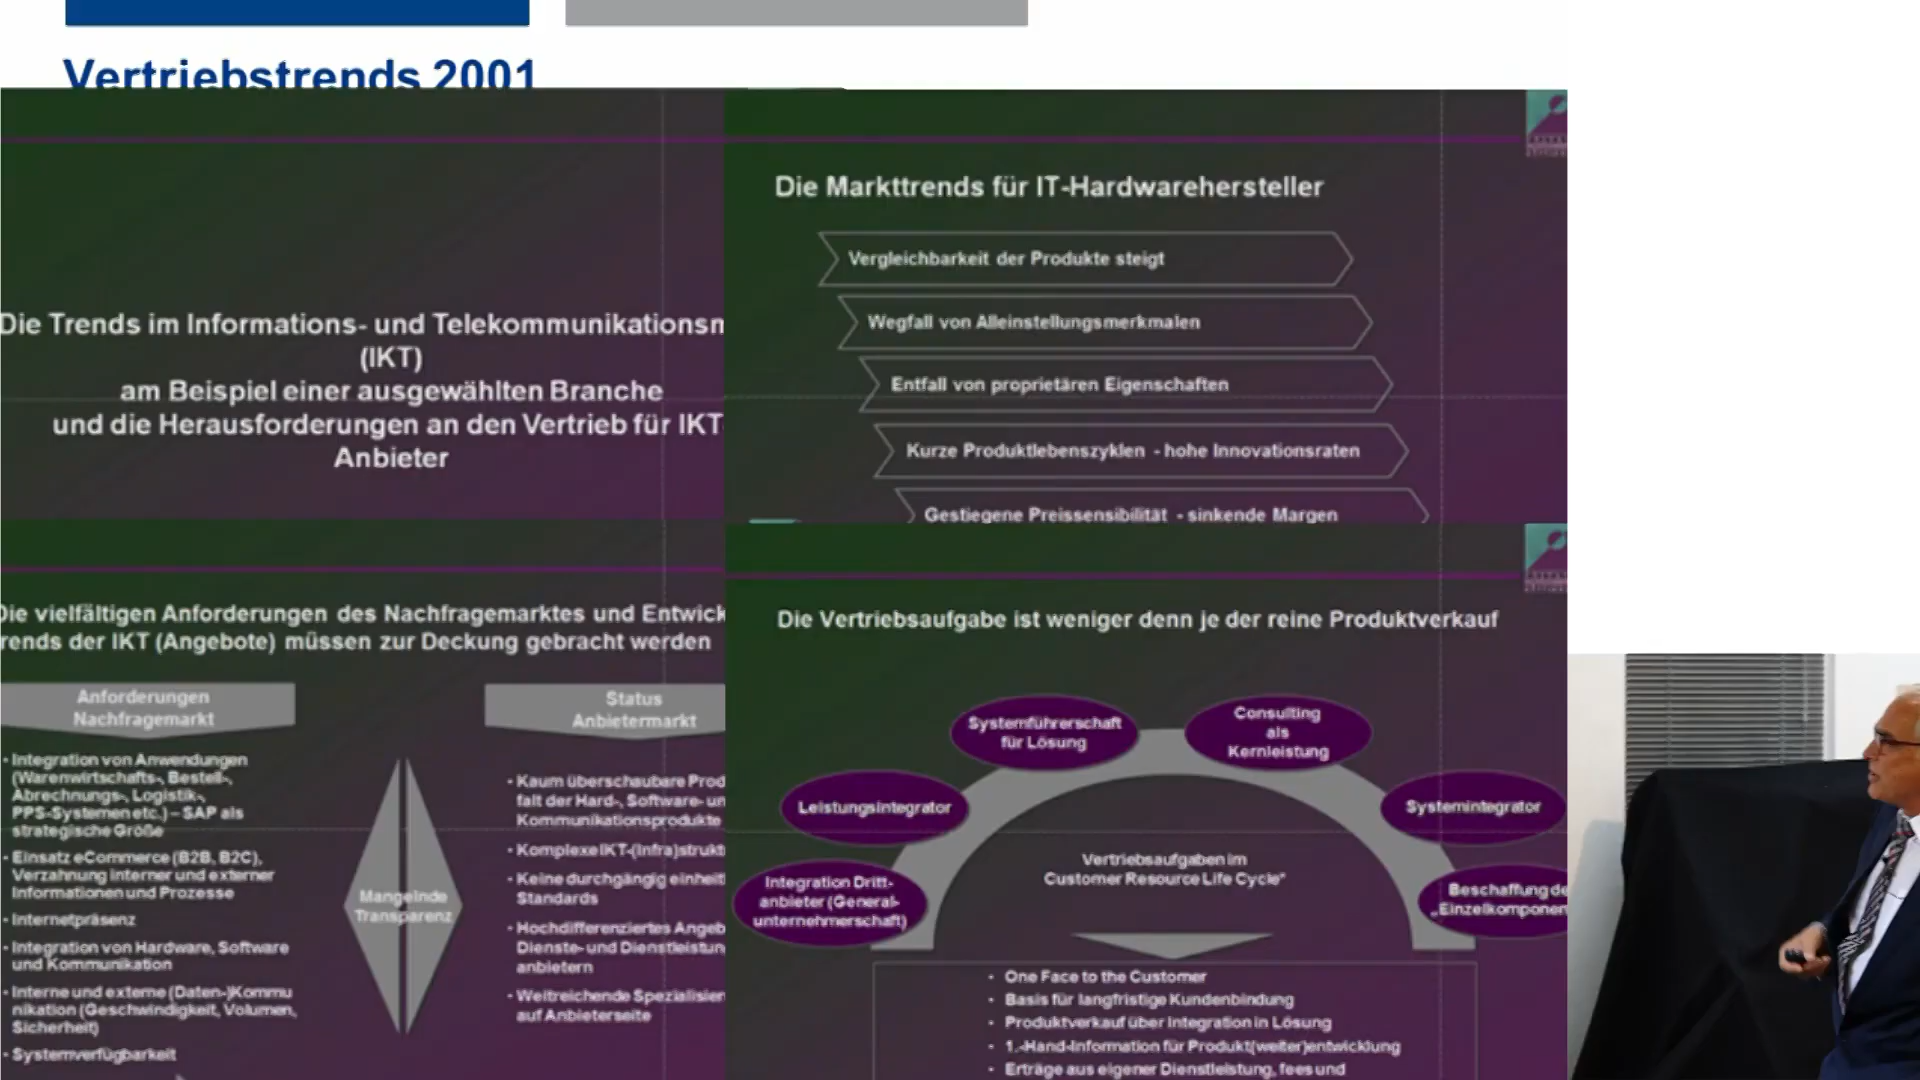 Vertriebstrends 2001
Die Trends im Informations- und Telekommunikationsm
(IKT)
am Beispiel einer ausgewählten Branche
und die Herausforderungen an den Vertrieb für IKT
Anbieter
Die Markttrends für IT-Hardwarehersteller
Vergleichbarkeit der Produkte steigt
Wegfall von Alleinstellungsmerkmalen
Entfall von proprietären Eigenschaften
Kurze Produktlebenszyklen - hohe Innovationsraten
Gestiegene Preissensibilität - sinkende Margen
Die vielfältigen Anforderungen des Nachfragemarktes und Entwick
rends der IKT (Angebote) müssen zur Deckung gebracht werden
Anforderungen
Nachfragemarkt
• Integration von Anwendungen
(Warenwirtschafts-, Bestell-,
Abrechnungs-, Logistik-,
PPS-Systemen etc.) – SAP als
strategische Größe
• Einsatz eCommerce (B2B, B2C),
Verzahnung interner und externer
Informationen und Prozesse
• Internetpräsenz
• Integration von Hardware, Software
und Kommunikation
• Interne und externe (Daten-)Kommu
nikation (Geschwindigkeit, Volumen,
Sicherheit)
• Systemverfügbarkeit
Mangelnde
Transparenz
Status
Anbietermarkt
• Kaum überschaubare Prod
falt der Hard-, Software- un
Kommunikationsprodukte
• Komplexe IKT-(Infra)strukt
• Keine durchgängig einheit
Standards
• Hochdifferenziertes Angeb
Dienste- und Dienstleistun
anbietern
• Weitreichende Spezialisier
auf Anbieterseite
Die Vertriebsaufgabe ist weniger denn je der reine Produktverkauf
Systemführerschaft
für Lösung
Consulting
als
Kernleistung
Leistungsintegrator
Systemintegrator
Integration Dritt-
anbieter (General-
unternehmerschaft)
Beschaffung de
„Einzelkomponen
Vertriebsaufgaben im
Customer Resource Life Cycle"
• One Face to the Customer
• Basis für langfristige Kundenbindung
• Produktverkauf über Integration in Lösung
• 1.-Hand-Information für Produkt(weiter)entwicklung
• Erträge aus eigener Dienstleistung, fees und